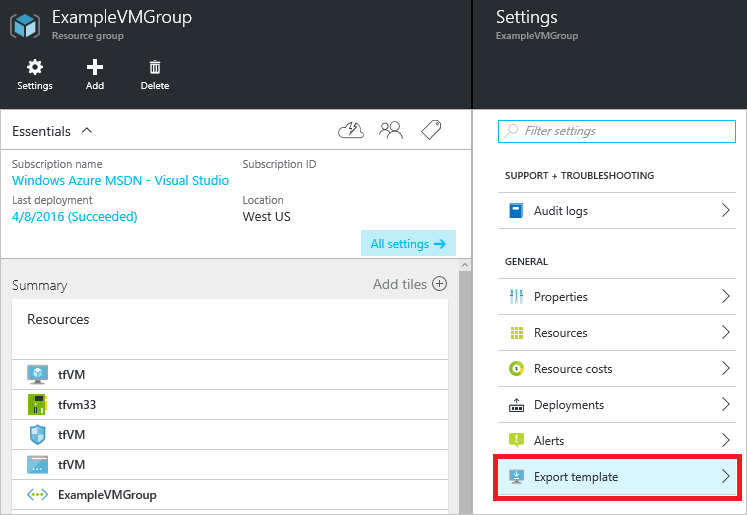 ExampleVMGroup
Resource group
Settings
Add
Delete
Essentials
Subscription name
Subscription ID
Windows Azure MSDN - Visual Studio
Last deployment
Location
4/8/2016 (Succeeded)
West US
All settings
Summary
Add tiles
Resources
tfVM
tfvm33
tfVM
tfVM
ExampleVMGroup
Settings
ExampleVMGroup
Filter settings
SUPPORT + TROUBLESHOOTING
Audit logs
GENERAL
Properties
Resources
Resource costs
Deployments
Alerts
Export template